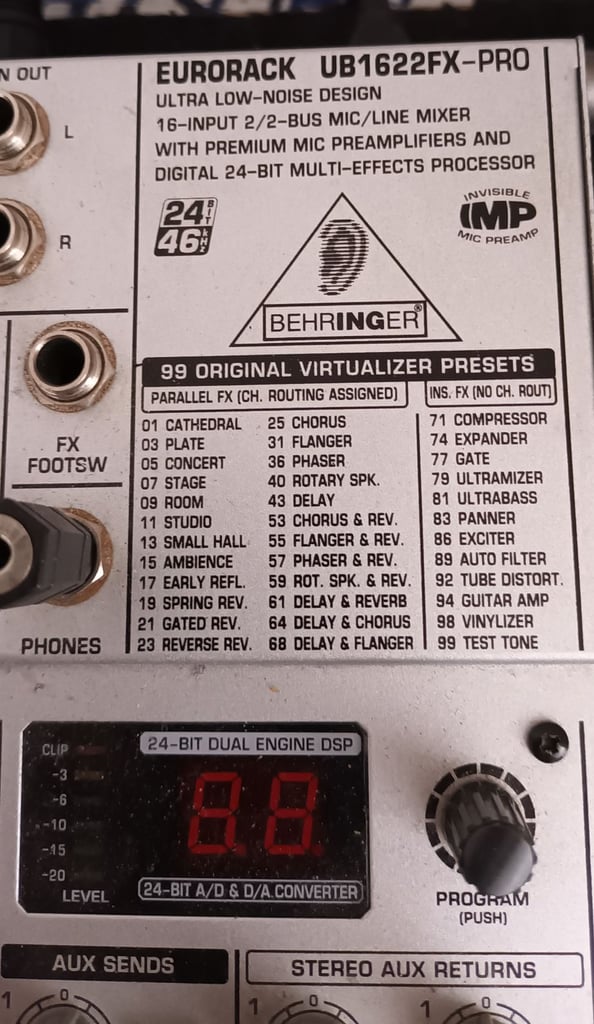 N OUT
L
R
EURORACK UB1622FX-PRO
ULTRA LOW-NOISE DESIGN
16-INPUT 2/2-BUS MIC/LINE MIXER
WITH PREMIUM MIC PREAMPLIFIERS AND
DIGITAL 24-BIT MULTI-EFFECTS PROCESSOR
24 BIT
46 kHz
INVISIBLE
IMP
MIC PREAMP
BEHRINGER®
FX
FOOTSW
PHONES
99 ORIGINAL VIRTUALIZER PRESETS
PARALLEL FX (CH. ROUTING ASSIGNED)
01 CATHEDRAL
03 PLATE
05 CONCERT
07 STAGE
09 ROOM
11 STUDIO
13 SMALL HALL
15 AMBIENCE
17 EARLY REFL.
19 SPRING REV.
21 GATED REV.
23 REVERSE REV.
25 CHORUS
31 FLANGER
36 PHASER
40 ROTARY SPK.
43 DELAY
53 CHORUS & REV.
55 FLANGER & REV.
57 PHASER & REV.
59 ROT. SPK. & REV.
61 DELAY & REVERB
64 DELAY & CHORUS
68 DELAY & FLANGER
INS. FX (NO CH. ROUT)
71 COMPRESSOR
74 EXPANDER
77 GATE
79 ULTRAMIZER
81 ULTRABASS
83 PANNER
86 EXCITER
89 AUTO FILTER
92 TUBE DISTORT.
94 GUITAR AMP
98 VINYLIZER
99 TEST TONE
CLIP
-3
-6
-10
-15
-20
LEVEL
24-BIT DUAL ENGINE DSP
8.8.
24-BIT A/D & D/A CONVERTER
PROGRAM
(PUSH)
AUX SENDS
STEREO AUX RETURNS
1 0
1 0
1 0